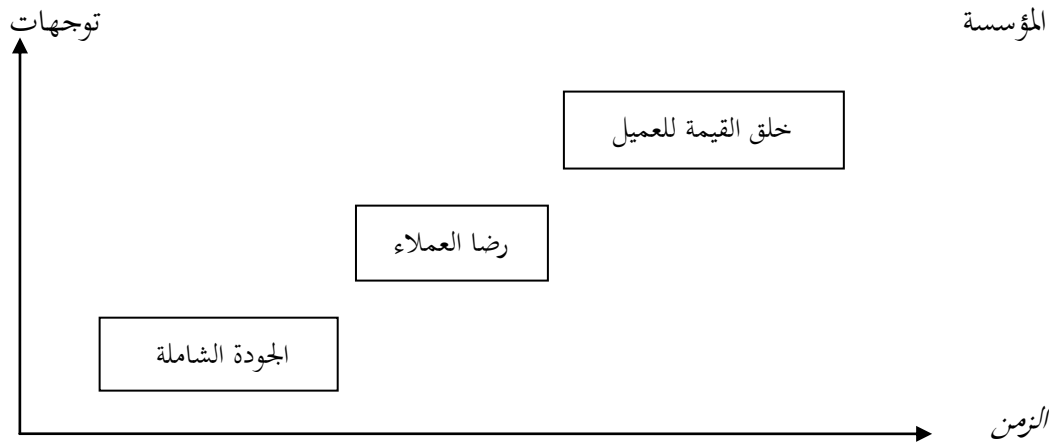 توجهات المؤسسة
خلق القيمة للعميل
رضا العملاء
الجودة الشاملة
الزمن